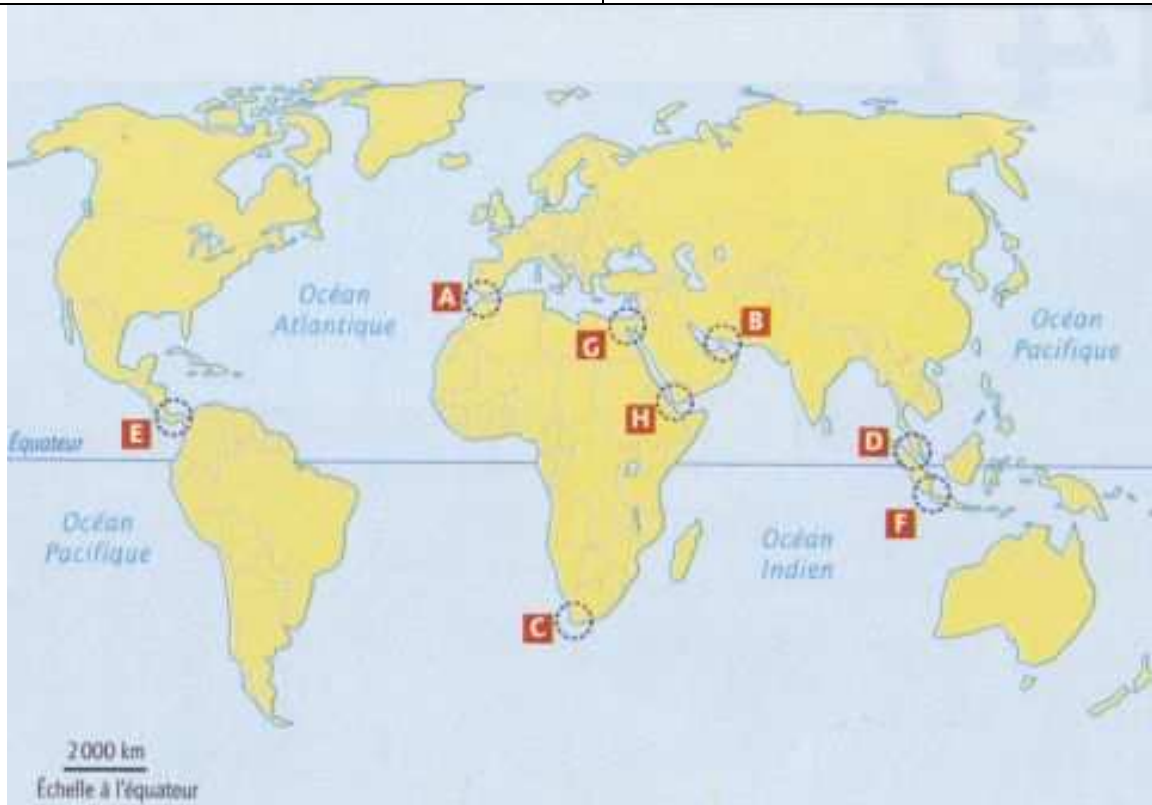 Océan
Atlantique
A
B
G
Océan
Pacifique
H
E
D
Équateur
F
Océan
Pacifique
Océan
Indien
C
2 000 km
Échelle à l'équateur